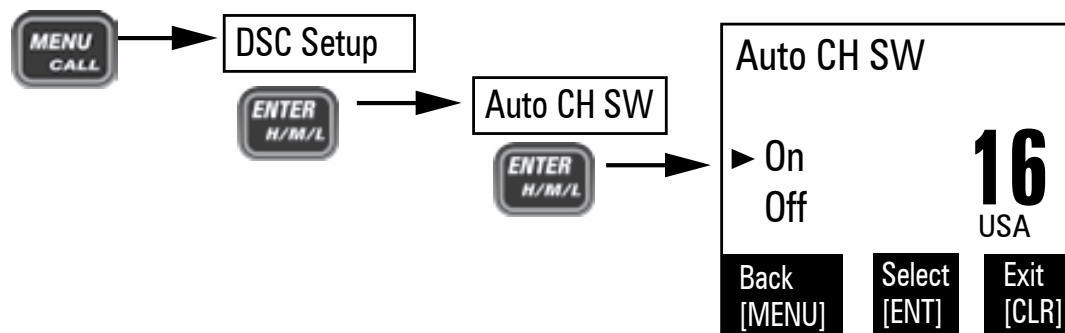 MENU
CALL
DSC Setup
ENTER
H/M/L
Auto CH SW
ENTER
H/M/L
Auto CH SW
On
Off
16
USA
Back
[MENU]
Select
[ENT]
Exit
[CLR]